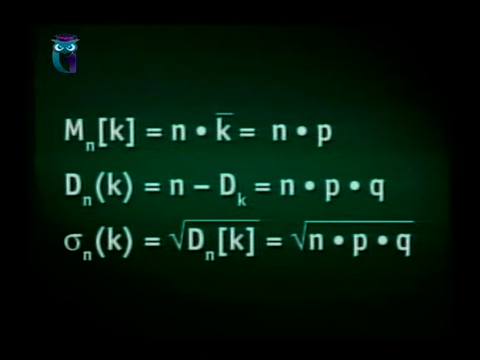 Mₙ[k] = n • k̅ = n • p
Dₙ(k) = n – Dₖ = n • p • q
σₙ(k) = √Dₙ[k] = √n • p • q